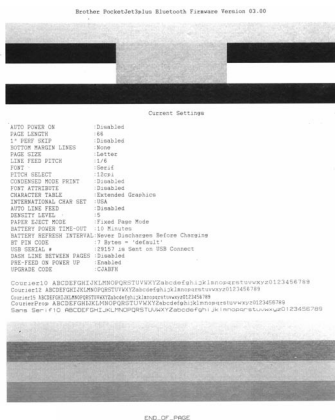 Brother PocketJet3plus Bluetooth Firmware Version 03.00
Current Settings
AUTO POWER ON :Disabled
PAGE LENGTH :66
1" PERF SKIP :Disabled
BOTTOM MARGIN LINES :None
PAGE SIZE :Letter
LINE FEED PITCH :1/6
FONT :Serif
PITCH SELECT :10cpi
CONDENSED MODE PRINT :Disabled
FONT ATTRIBUTE :Disabled
CHARACTER TABLE :Extended Graphics
INTERNATIONAL CHAR SET :USA
AUTO LINE FEED :Disabled
DENSITY LEVEL :5
PAPER EJECT MODE :Fixed Page Mode
BATTERY POWER TIME-OUT :10 Minutes
BATTERY REFRESH INTERVAL:Never Discharges Before Charging
BT PIN CODE :7 Bytes = 'default'
USB SERIAL # :29157 is Sent on USB Connect
DASH LINE BETWEEN PAGES :Disabled
PRE-FEED ON POWER UP :Enabled
UPGRADE CODE :CJABFK
Courier10 ABCDEFGHIJKLMNOPQRSTUVWXYZabcdefghijklmnopqrstuvwxyz0123456789
Courier12 ABCDEFGHIJKLMNOPQRSTUVWXYZabcdefghijklmnopqrstuvwxyz0123456789
Courier15 ABCDEFGHIJKLMNOPQRSTUVWXYZabcdefghijklmnopqrstuvwxyz0123456789
CourierProp ABCDEFGHIJKLMNOPQRSTUVWXYZabcdefghijklmnopqrstuvwxyz0123456789
Sans Serif10 ABCDEFGHIJKLMNOPQRSTUVWXYZabcdefghijklmnopqrstuvwxyz0123456789
END_OF_PAGE